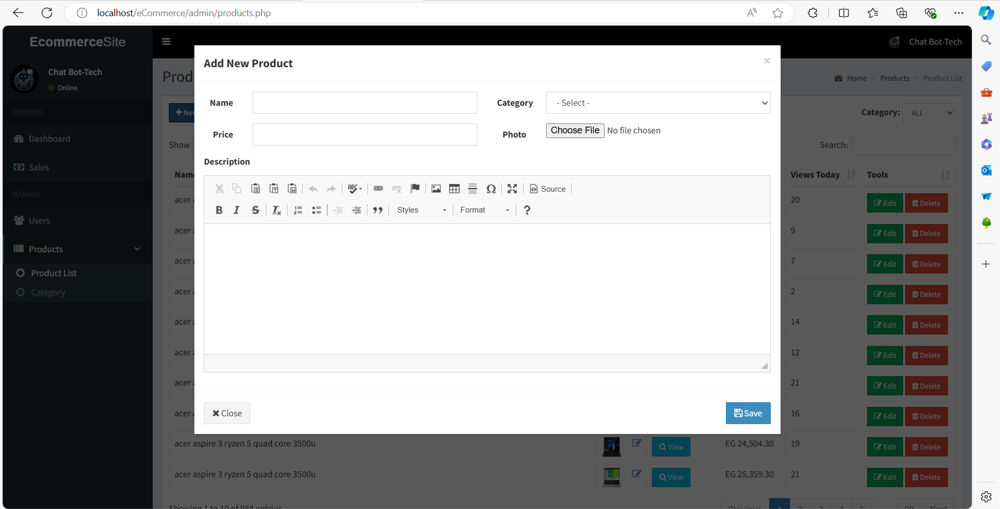 localhost/eCommerce/admin/products.php
EcommerceSite
Chat Bot-Tech
Chat Bot-Tech
Online
REPORTS
Dashboard
Sales
MANAGE
Users
Products
Product List
Category
Prod
Home > Products > Product List
New
Category: ALL
Show
Search:
Name
Views Today
Tools
Add New Product
×
Name
Category
- Select -
Price
Photo
Choose File No file chosen
Description
ABC
Source
B I S Tx
Styles
Format
?
Close
Save
acer 20 Edit Delete
acer 9 Edit Delete
acer 7 Edit Delete
acer 2 Edit Delete
acer 14 Edit Delete
acer 12 Edit Delete
acer 21 Edit Delete
acer 16 Edit Delete
acer aspire 3 ryzen 5 quad core 3500u View EG 24,504.30 19 Edit Delete
acer aspire 3 ryzen 5 quad core 3500u View EG 25,359.30 21 Edit Delete
Showing 1 to 10 of 984 entries
Previous 1 2 3 4 5 99 Next